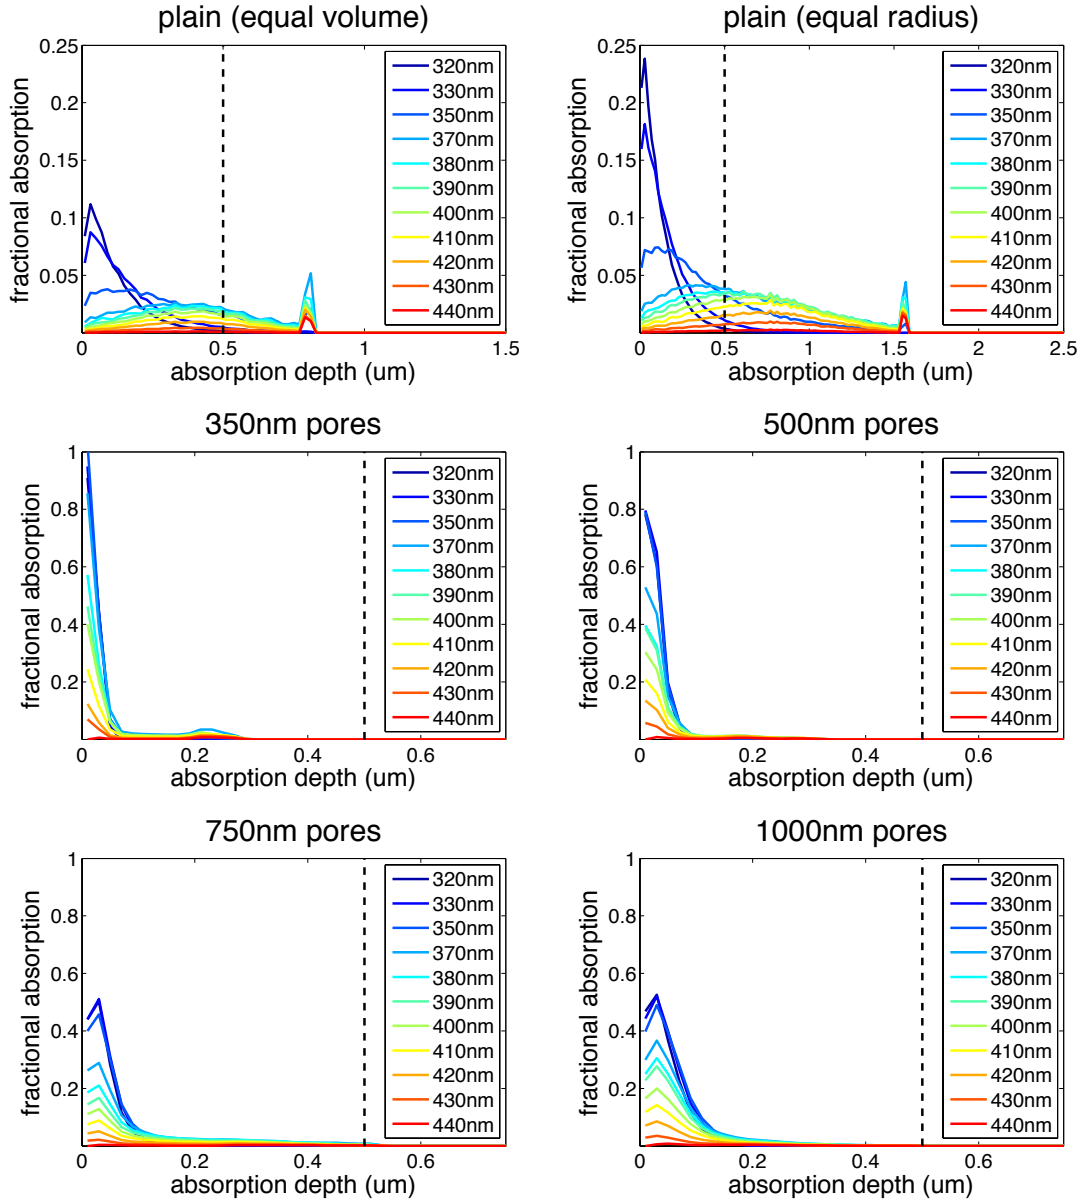 plain (equal volume)
fractional absorption
0.25
0.2
0.15
0.1
0.05
0
0.5
1
1.5
absorption depth (um)
320nm
330nm
350nm
370nm
380nm
390nm
400nm
410nm
420nm
430nm
440nm
plain (equal radius)
fractional absorption
0.25
0.2
0.15
0.1
0.05
0
0.5
1
1.5
2
2.5
absorption depth (um)
320nm
330nm
350nm
370nm
380nm
390nm
400nm
410nm
420nm
430nm
440nm
350nm pores
fractional absorption
1
0.8
0.6
0.4
0.2
0
0.2
0.4
0.6
absorption depth (um)
320nm
330nm
350nm
370nm
380nm
390nm
400nm
410nm
420nm
430nm
440nm
500nm pores
fractional absorption
1
0.8
0.6
0.4
0.2
0
0.2
0.4
0.6
absorption depth (um)
320nm
330nm
350nm
370nm
380nm
390nm
400nm
410nm
420nm
430nm
440nm
750nm pores
fractional absorption
1
0.8
0.6
0.4
0.2
0
0.2
0.4
0.6
absorption depth (um)
320nm
330nm
350nm
370nm
380nm
390nm
400nm
410nm
420nm
430nm
440nm
1000nm pores
fractional absorption
1
0.8
0.6
0.4
0.2
0
0.2
0.4
0.6
absorption depth (um)
320nm
330nm
350nm
370nm
380nm
390nm
400nm
410nm
420nm
430nm
440nm